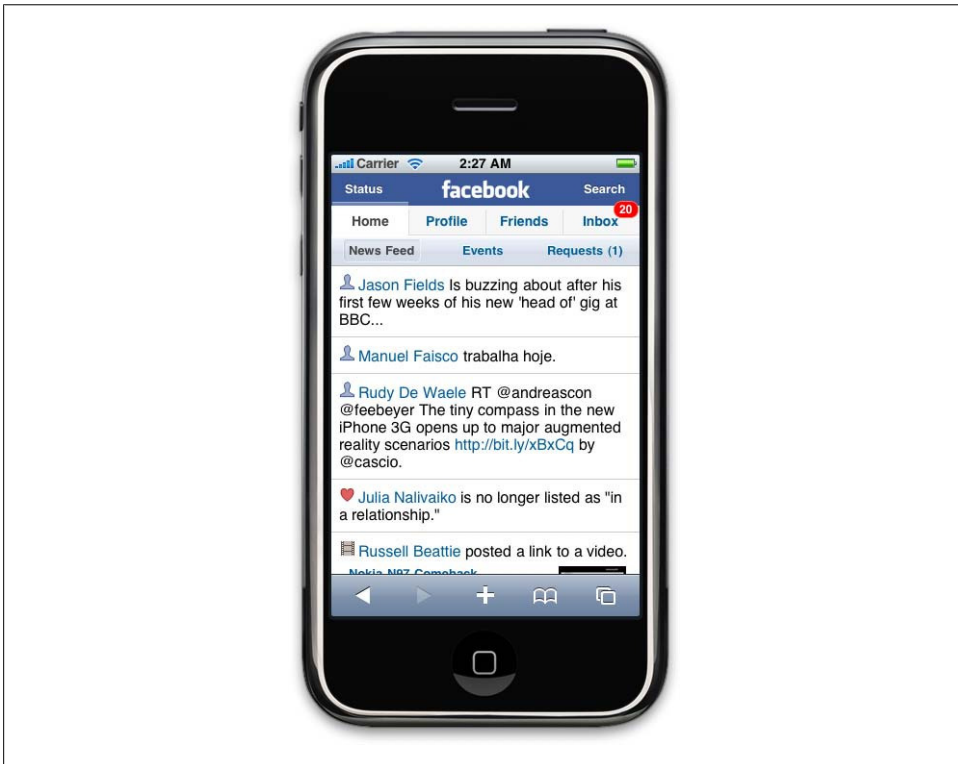 Carrier 2:27 AM
Status facebook Search
20
Home Profile Friends Inbox
News Feed Events Requests (1)
Jason Fields Is buzzing about after his
first few weeks of his new 'head of' gig at
BBC...
Manuel Faisco trabalha hoje.
Rudy De Waele RT @andreascon
@feebeyer The tiny compass in the new
iPhone 3G opens up to major augmented
reality scenarios http://bit.ly/xBxCq by
@cascio.
Julia Nalivaiko is no longer listed as "in
a relationship."
Russell Beattie posted a link to a video.
Nokia N97 Comeback